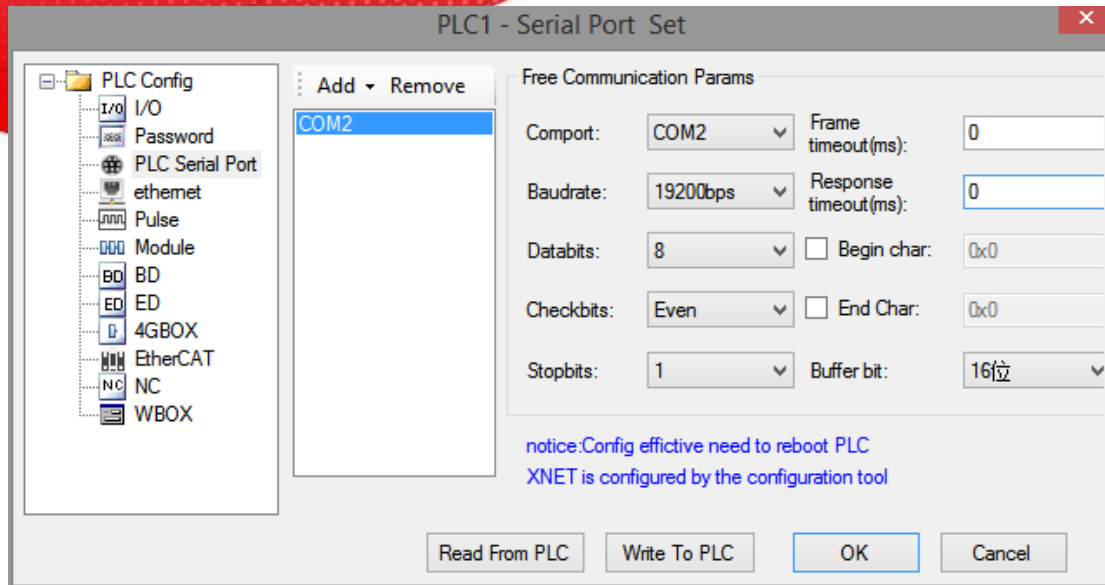 PLC1 - Serial Port Set
PLC Config
I/O
I/O
Password
PLC Serial Port
ethernet
Pulse
Module
BD
BD
ED
ED
4GBOX
EtherCAT
NC
NC
WBOX
Add Remove
COM2
Free Communication Params
Comport: COM2 Frame timeout(ms): 0
Baudrate: 19200bps Response timeout(ms): 0
Databits: 8 Begin char: 0x0
Checkbits: Even End Char: 0x0
Stopbits: 1 Buffer bit: 16位
notice:Config effictive need to reboot PLC
XNET is configured by the configuration tool
Read From PLC Write To PLC OK Cancel